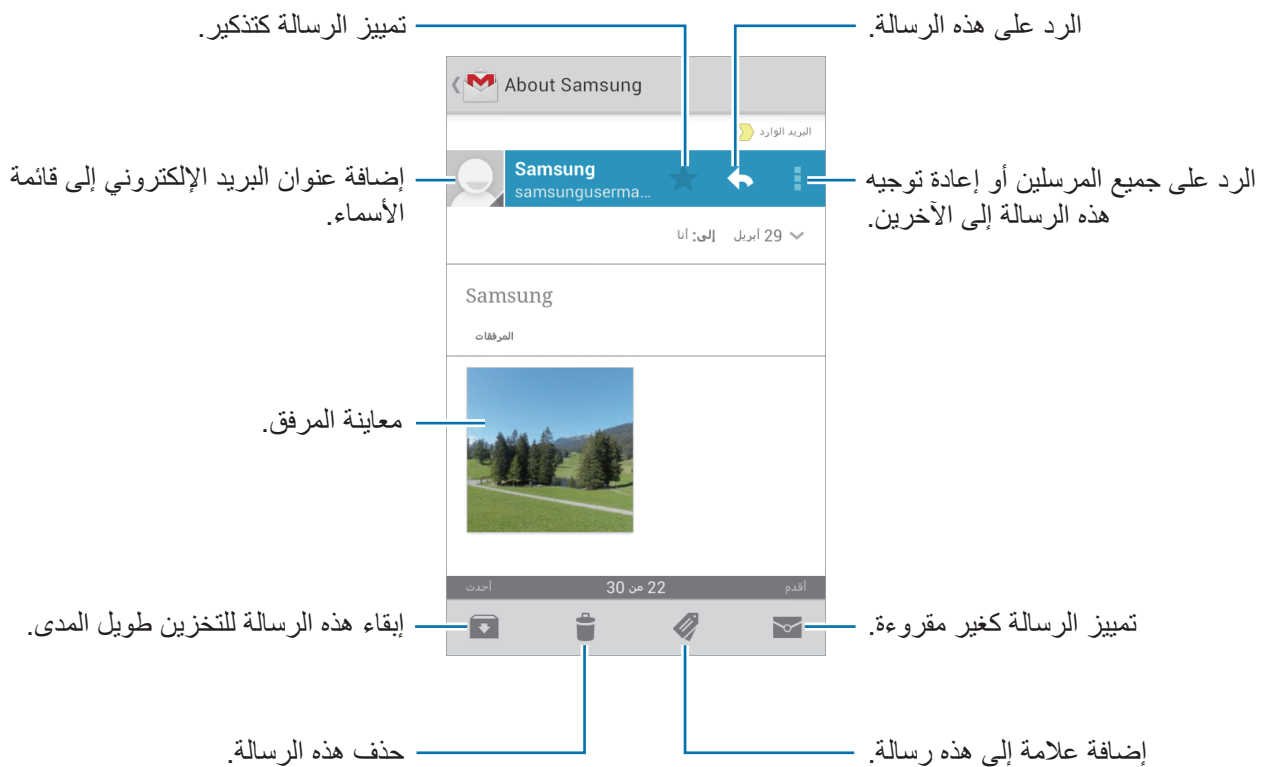 الرد على هذه الرسالة.
تمييز الرسالة كتذكير.
About Samsung
البريد الوارد
Samsung
samsunguserma...
الرد على جميع المرسلين أو إعادة توجيه
هذه الرسالة إلى الآخرين.
إضافة عنوان البريد الإلكتروني إلى قائمة
الأسماء.
29 أبريل إلى: أنا
Samsung
المرفقات
معاينة المرفق.
أقدم
22 من 30
أحدث
تمييز الرسالة كغير مقروءة.
إبقاء هذه الرسالة للتخزين طويل المدى.
إضافة علامة إلى هذه رسالة.
حذف هذه الرسالة.